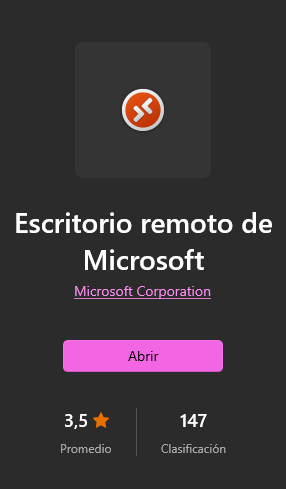 Escritorio remoto de
Microsoft
Microsoft Corporation
Abrir
3,5 ★
Promedio
147
Clasificación